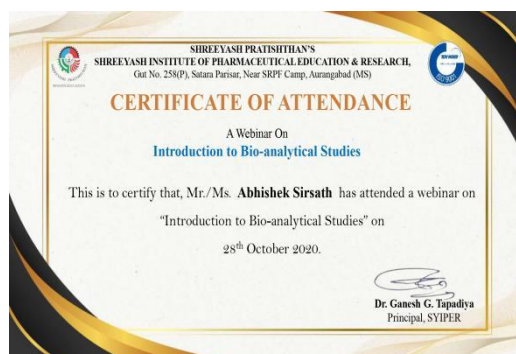 SHREEYASH PRATISHTHAN'S
SHREEYASH INSTITUTE OF PHARMACEUTICAL EDUCATION & RESEARCH,
Gut No. 258(P), Satara Parisar, Near SRPF Camp, Aurangabad (MS)
CERTIFICATE OF ATTENDANCE
A Webinar On
Introduction to Bio-analytical Studies
This is to certify that, Mr./Ms. Abhishek Sirsath has attended a webinar on
"Introduction to Bio-analytical Studies" on
28th October 2020.
Dr. Ganesh G. Tapadiya
Principal, SYIPER